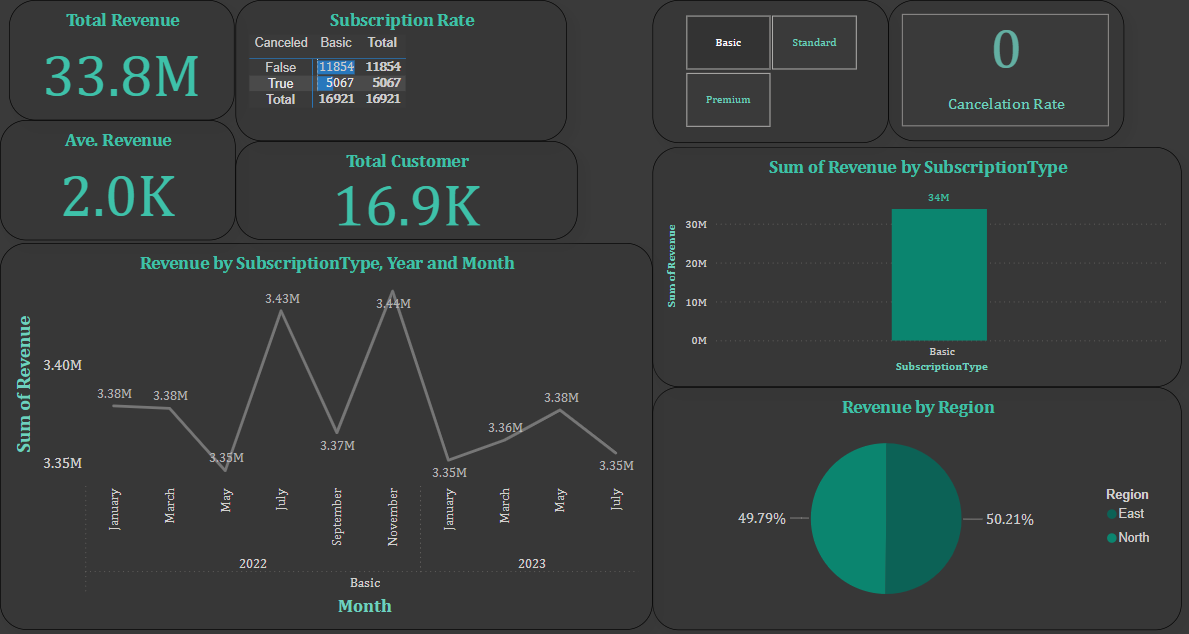 Total Revenue
33.8M
Subscription Rate
Canceled Basic Total
False 11854 11854
True 5067 5067
Total 16921 16921
Basic
Standard
Premium
0
Cancelation Rate
Ave. Revenue
2.0K
Total Customer
16.9K
Sum of Revenue by SubscriptionType
34M
Sum of Revenue
30M
20M
10M
0M
Basic
SubscriptionType
Revenue by SubscriptionType, Year and Month
Sum of Revenue
3.40M
3.35M
3.38M
3.38M
3.35M
3.43M
3.37M
3.44M
3.35M
3.36M
3.38M
3.35M
January
March
May
July
September
November
January
March
May
July
2022
2023
Basic
Month
Revenue by Region
49.79%
50.21%
Region
East
North